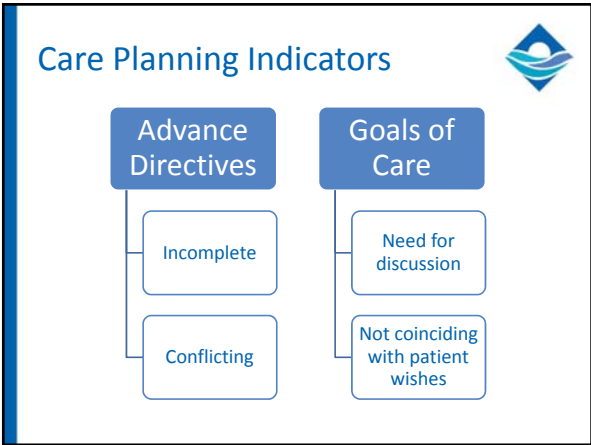 Care Planning Indicators
Advance
Directives
Incomplete
Conflicting
Goals of
Care
Need for
discussion
Not coinciding
with patient
wishes